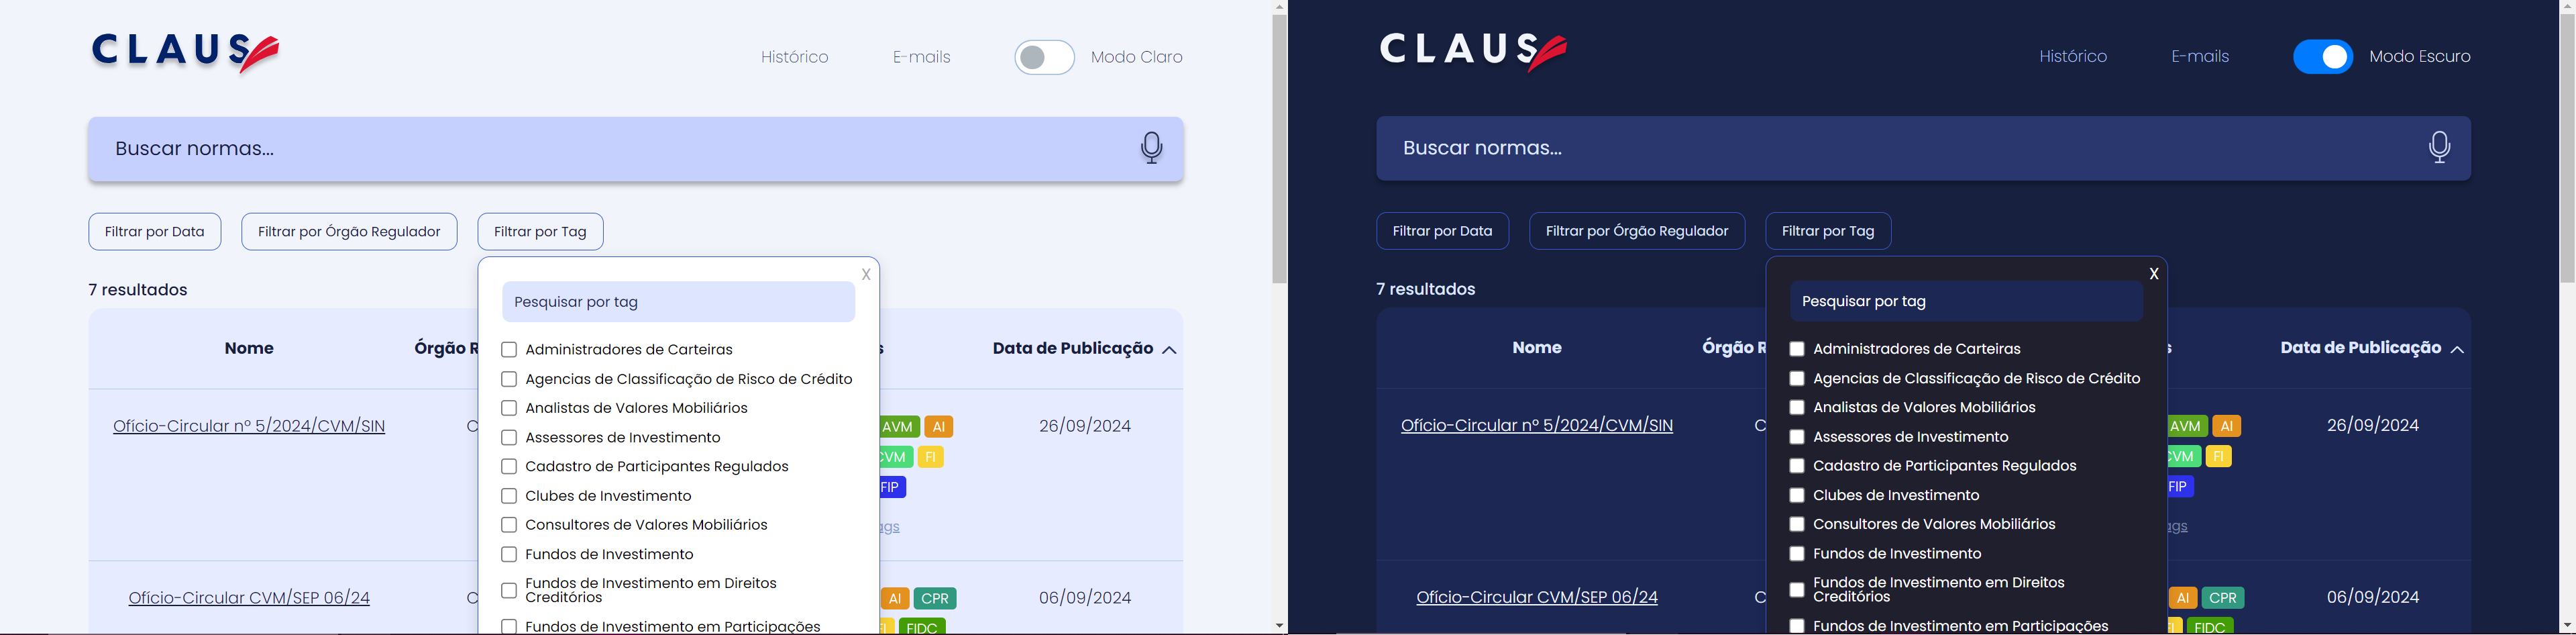 CLAUS
Histórico
E-mails
Modo Claro
Buscar normas...
Filtrar por Data
Filtrar por Órgão Regulador
Filtrar por Tag
X
Pesquisar por tag
7 resultados
Nome
Órgão R
s
Data de Publicação
Administradores de Carteiras
Agencias de Classificação de Risco de Crédito
Analistas de Valores Mobiliários
Assessores de Investimento
Cadastro de Participantes Regulados
Clubes de Investimento
Consultores de Valores Mobiliários
Fundos de Investimento
Fundos de Investimento em Direitos
Creditórios
Fundos de Investimento em Participações
Ofício-Circular nº 5/2024/CVM/SIN
C
AVM AI
CVM FI
FIP
ags
26/09/2024
Ofício-Circular CVM/SEP 06/24
C
AI CPR
FIDC
06/09/2024
CLAUS
Histórico
E-mails
Modo Escuro
Buscar normas...
Filtrar por Data
Filtrar por Órgão Regulador
Filtrar por Tag
X
Pesquisar por tag
7 resultados
Nome
Órgão R
s
Data de Publicação
Administradores de Carteiras
Agencias de Classificação de Risco de Crédito
Analistas de Valores Mobiliários
Assessores de Investimento
Cadastro de Participantes Regulados
Clubes de Investimento
Consultores de Valores Mobiliários
Fundos de Investimento
Fundos de Investimento em Direitos
Creditórios
Fundos de Investimento em Participações
Ofício-Circular nº 5/2024/CVM/SIN
C
AVM AI
CVM FI
FIP
ags
26/09/2024
Ofício-Circular CVM/SEP 06/24
C
AI CPR
FIDC
06/09/2024